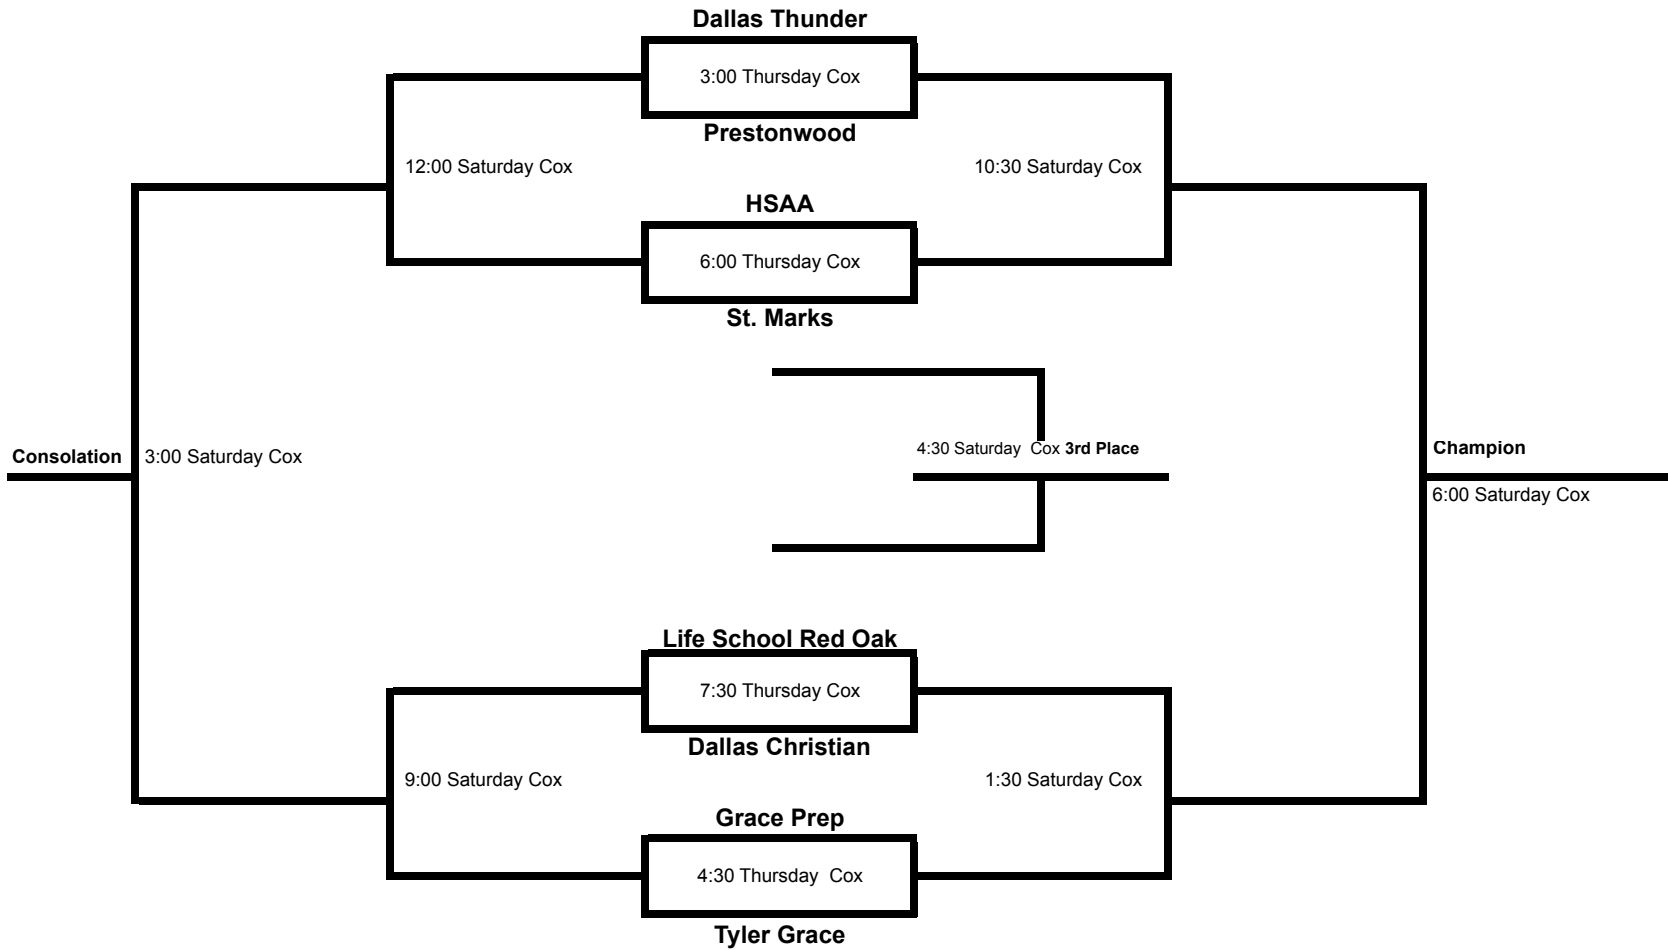 Dallas Thunder
3:00 Thursday Cox
Prestonwood
12:00 Saturday Cox
10:30 Saturday Cox
HSAA
6:00 Thursday Cox
St. Marks
Consolation
3:00 Saturday Cox
4:30 Saturday  Cox 3rd Place
Champion
6:00 Saturday Cox
Life School Red Oak
7:30 Thursday Cox
Dallas Christian
9:00 Saturday Cox
1:30 Saturday Cox
Grace Prep
4:30 Thursday  Cox
Tyler Grace